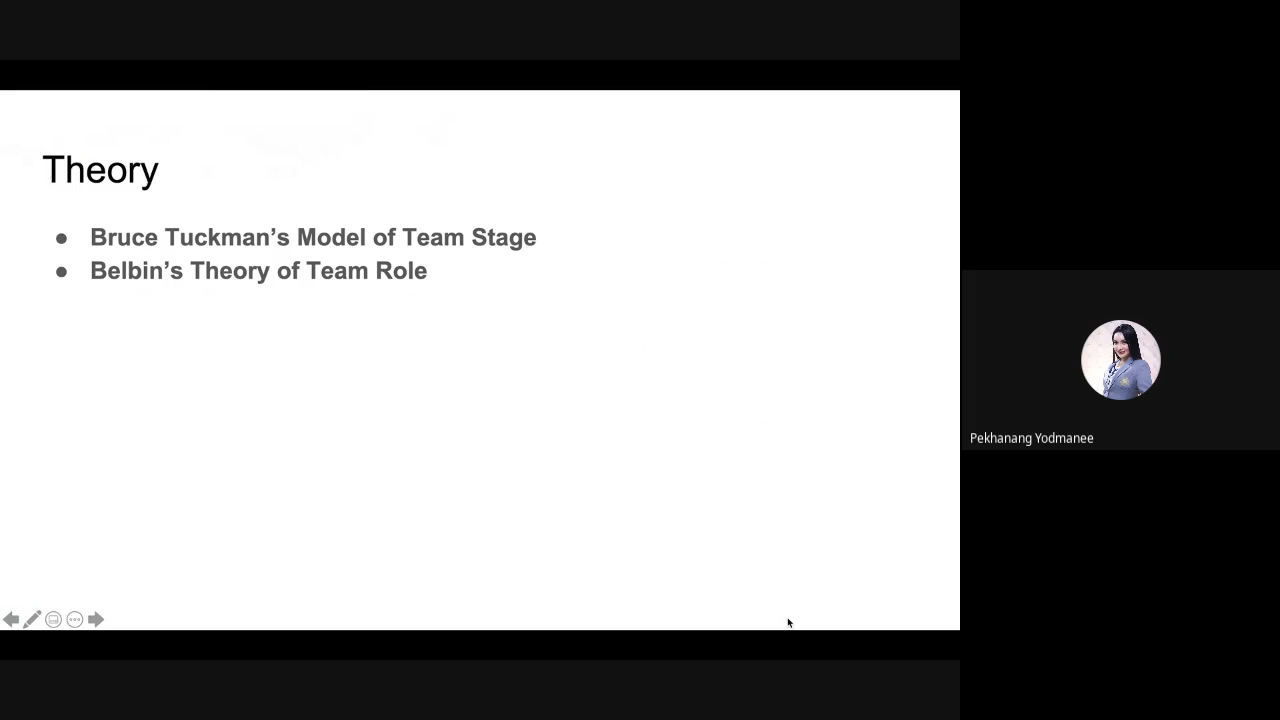 Theory
● Bruce Tuckman’s Model of Team Stage
● Belbin’s Theory of Team Role
Pekhanang Yodmanee